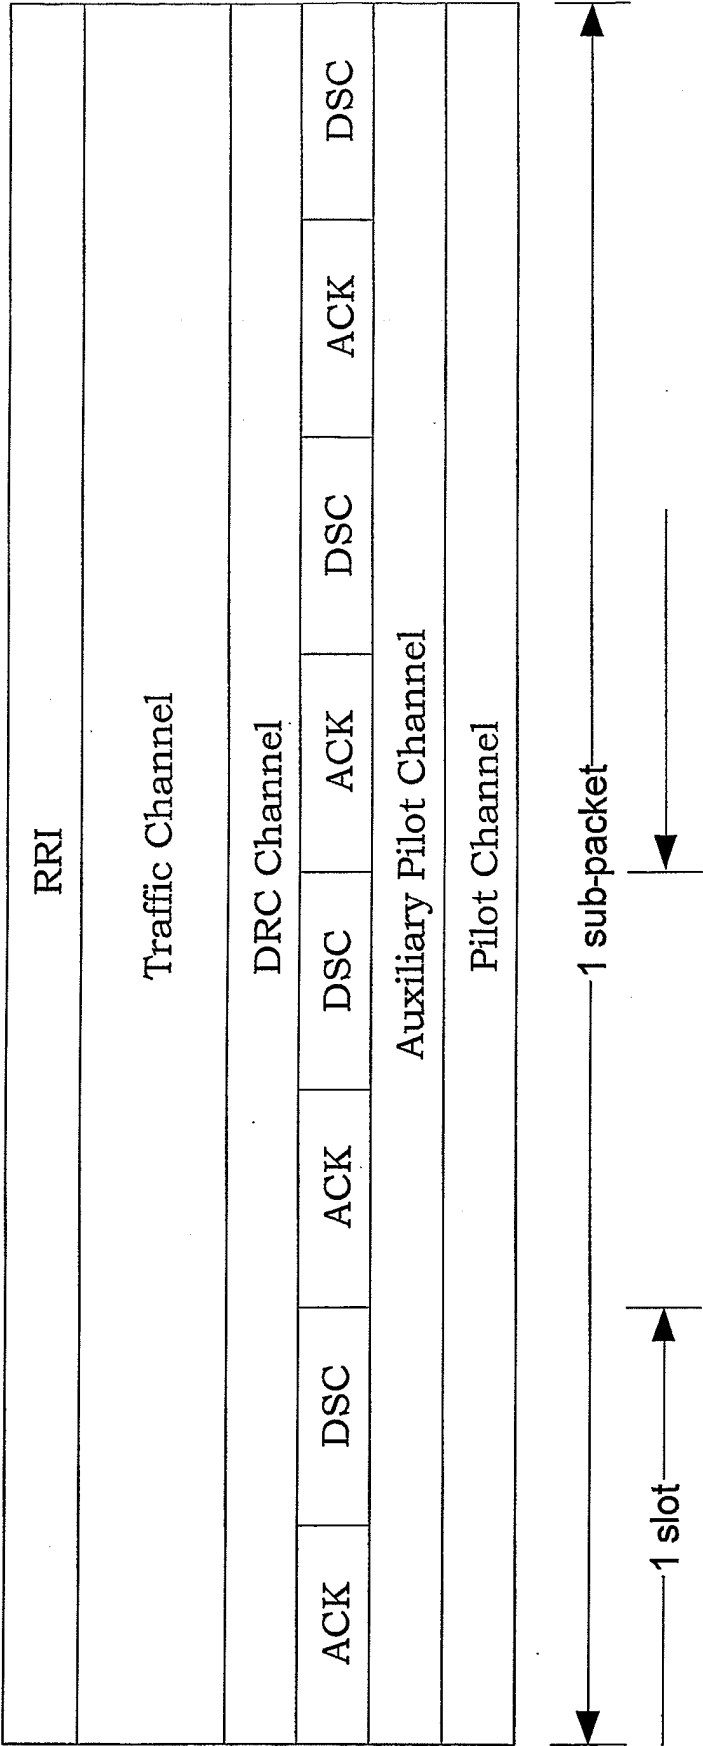 RRI
Traffic Channel
DRC Channel
ACK DSC ACK DSC ACK DSC ACK DSC
Auxiliary Pilot Channel
Pilot Channel
1 sub-packet
1 slot